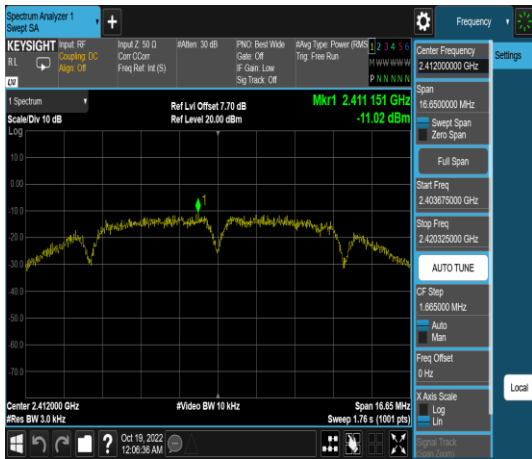 Spectrum Analyzer 1
Swept SA
+
Frequency
KEYSIGHT
RL
LXI
Input: RF
Coupling: DC
Align: Off
Input Z: 50 Ω
Corr CCorr
Freq Ref: Int (S)
#Atten: 30 dB
PNO: Best Wide
Gate: Off
IF Gain: Low
Sig Track: Off
#Avg Type: Power (RMS
Trig: Free Run
1 2 3 4 5 6
M W W W W W
P N N N N N
1 Spectrum
Scale/Div 10 dB
Log
Ref Lvl Offset 7.70 dB
Ref Level 20.00 dBm
Mkr1 2.411 151 GHz
-11.02 dBm
10.0
0.00
-10.0
-20.0
-30.0
-40.0
-50.0
-60.0
-70.0
1
Center 2.412000 GHz
#Res BW 3.0 kHz
#Video BW 10 kHz
Span 16.65 MHz
Sweep 1.76 s (1001 pts)
Oct 19, 2022
12:06:36 AM
Center Frequency
2.412000000 GHz
Span
16.6500000 MHz
Swept Span
Zero Span
Full Span
Start Freq
2.403675000 GHz
Stop Freq
2.420325000 GHz
AUTO TUNE
CF Step
1.665000 MHz
Auto
Man
Freq Offset
0 Hz
X Axis Scale
Log
Lin
Signal Track
(Span Zoom)
Settings
Local